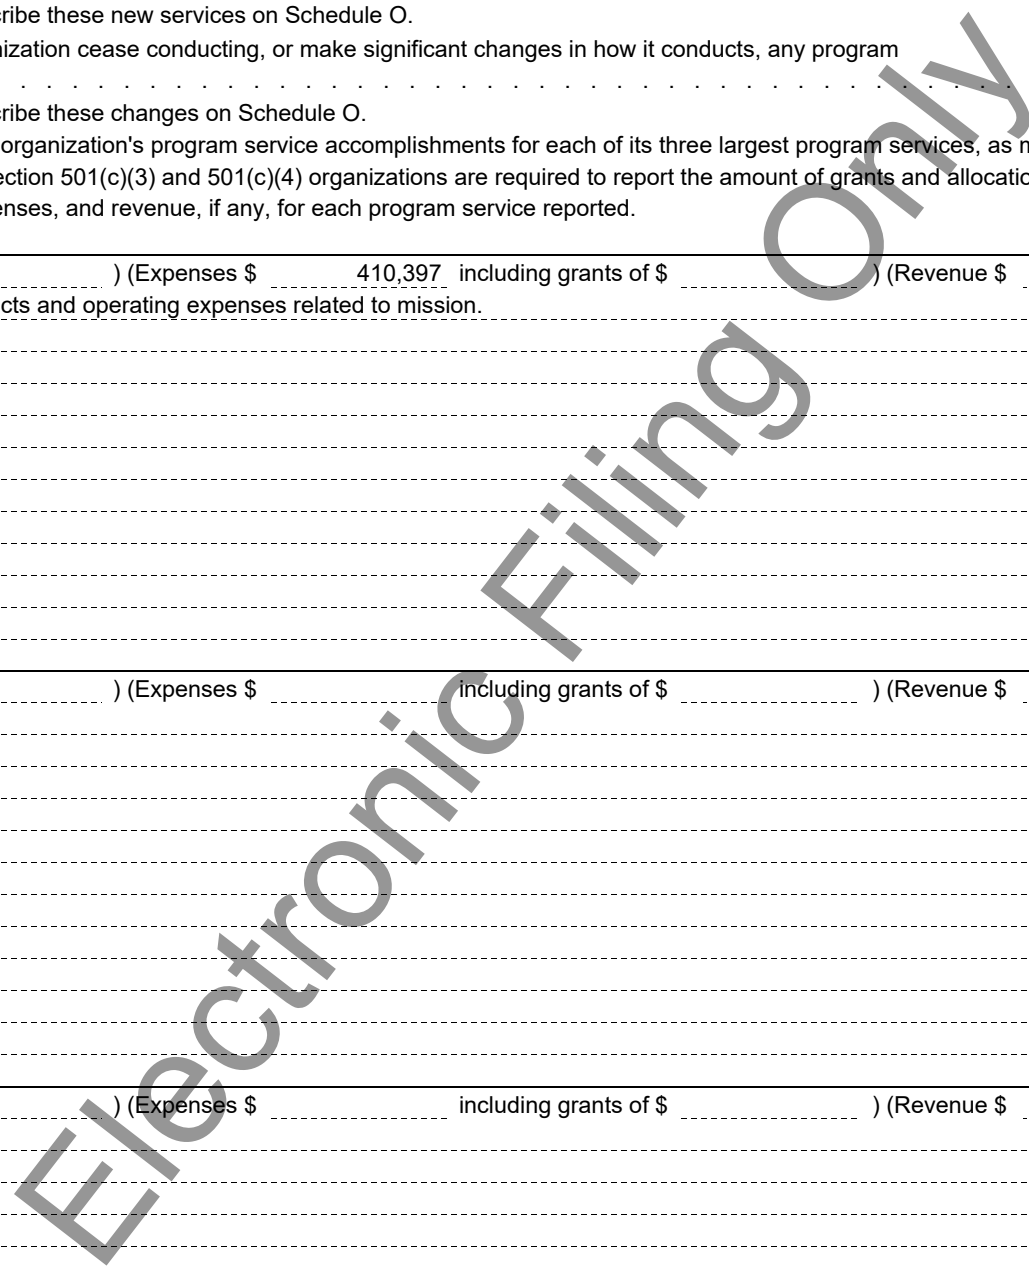 ribe these new services on Schedule O.
nization cease conducting, or make significant changes in how it conducts, any program
. . . . . . . . . . . . . . . . . . . . . . . . . . . . . . . . . . . . . . .
ribe these changes on Schedule O.
organization's program service accomplishments for each of its three largest program services, as m
ection 501(c)(3) and 501(c)(4) organizations are required to report the amount of grants and allocatio
enses, and revenue, if any, for each program service reported.
) (Expenses $ 410,397 including grants of $ ) (Revenue $
cts and operating expenses related to mission.
) (Expenses $ including grants of $ ) (Revenue $
) (Expenses $ including grants of $ ) (Revenue $
Electronic Filing Only